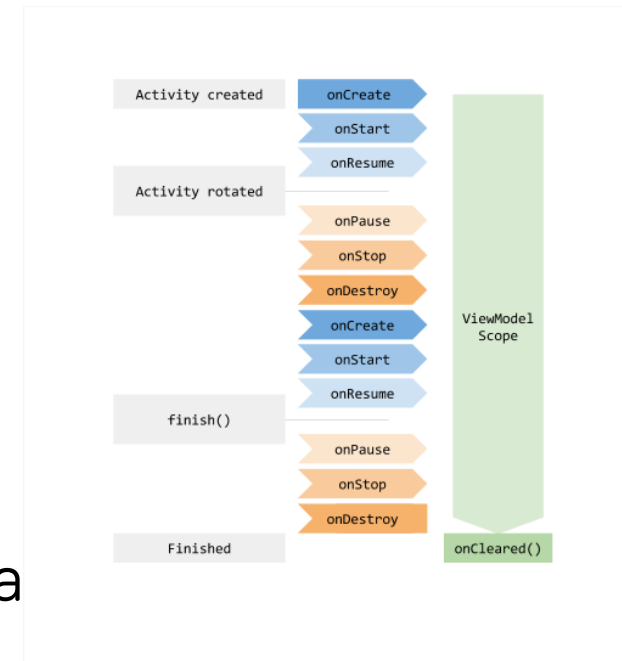 Activity created
onCreate
onStart
onResume
Activity rotated
onPause
onStop
onDestroy
onCreate
onStart
onResume
ViewModel
Scope
finish()
onPause
onStop
onDestroy
Finished
onCleared()
a